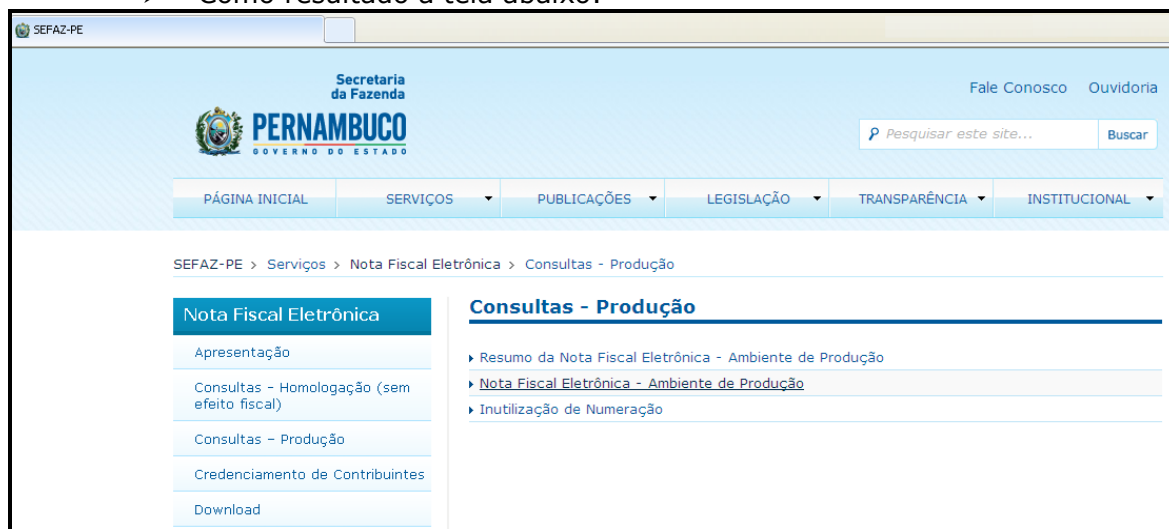 Como resultado a tela abaixo:
SEFAZ-PE
Secretaria
da Fazenda
PERNAMBUCO
GOVERNO DO ESTADO
Fale Conosco Ouvidoria
Pesquisar este site... Buscar
PÁGINA INICIAL SERVIÇOS PUBLICAÇÕES LEGISLAÇÃO TRANSPARÊNCIA INSTITUCIONAL
SEFAZ-PE > Serviços > Nota Fiscal Eletrônica > Consultas - Produção
Nota Fiscal Eletrônica
Apresentação
Consultas - Homologação (sem
efeito fiscal)
Consultas – Produção
Credenciamento de Contribuintes
Download
Consultas - Produção
Resumo da Nota Fiscal Eletrônica - Ambiente de Produção
Nota Fiscal Eletrônica - Ambiente de Produção
Inutilização de Numeração